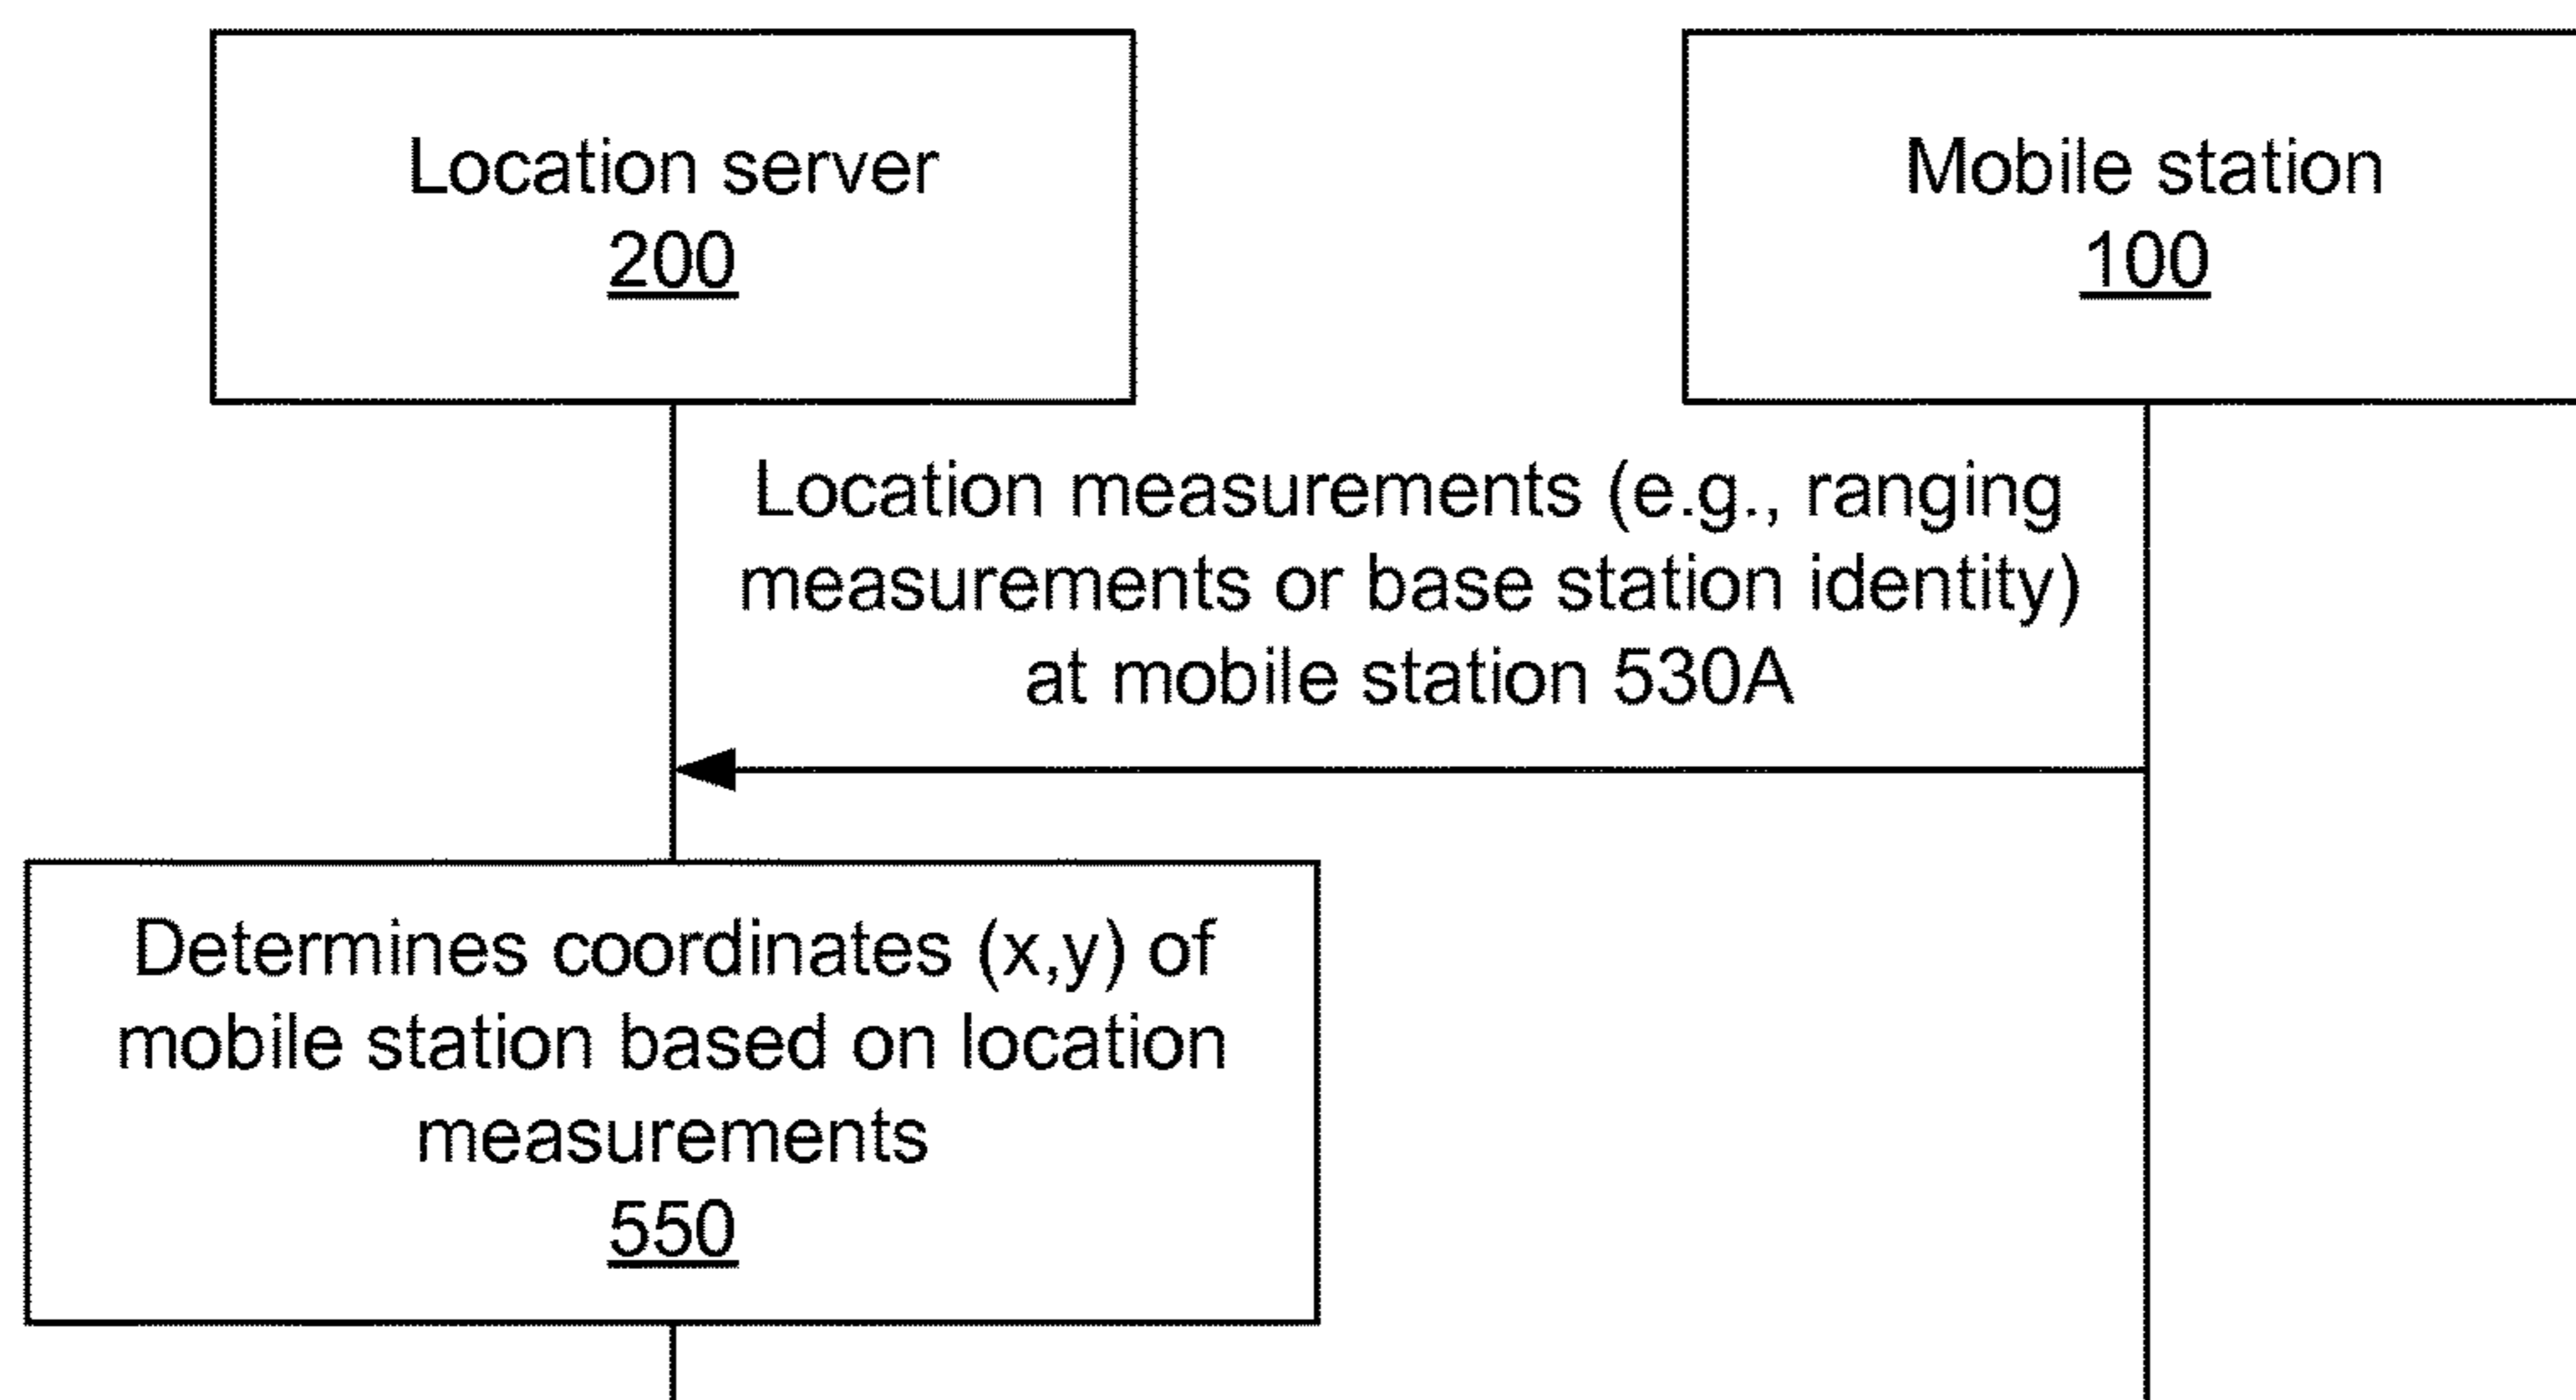 Location server
200
Mobile station
100
Location measurements (e.g., ranging
measurements or base station identity)
at mobile station 530A
Determines coordinates (x,y) of
mobile station based on location
measurements
550